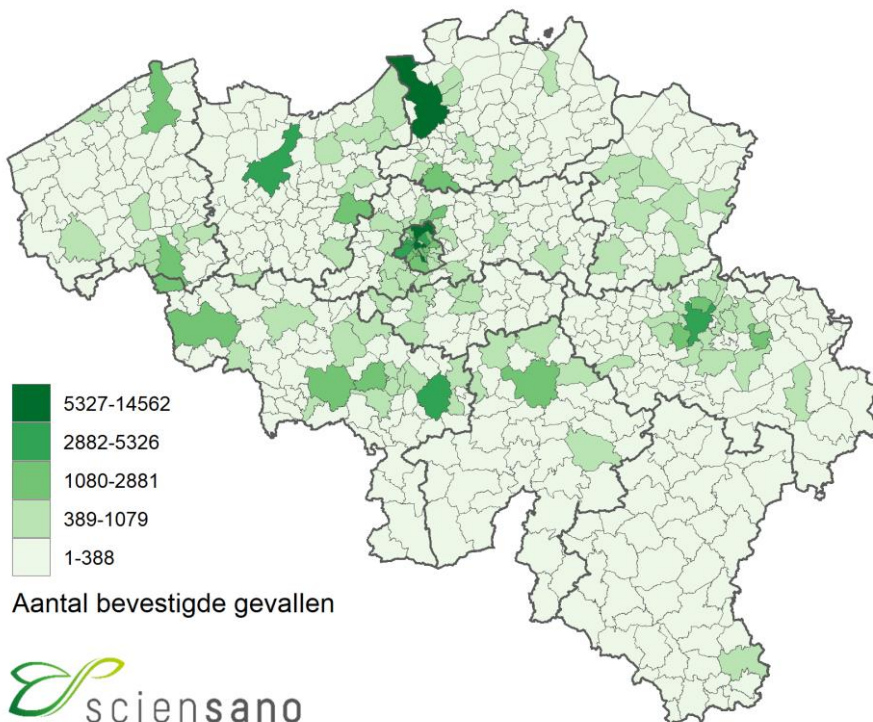 5327-14562
2882-5326
1080-2881
389-1079
1-388
Aantal bevestigde gevallen
sciensano